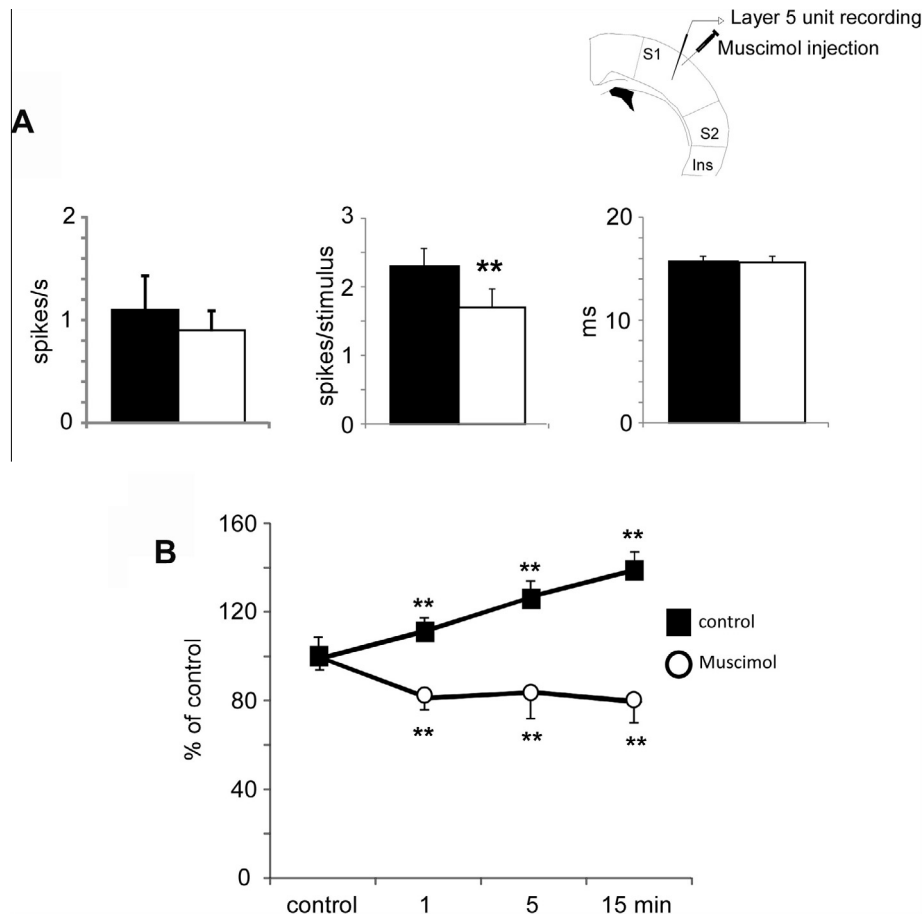 Layer 5 unit recording
Muscimol injection
S1
S2
Ins
A
2
1
0
spikes/s
3
2
1
0
spikes/stimulus
**
20
10
0
ms
B
160
120
80
40
0
% of control
**
**
**
**
**
**
control
Muscimol
control 1 5 15 min